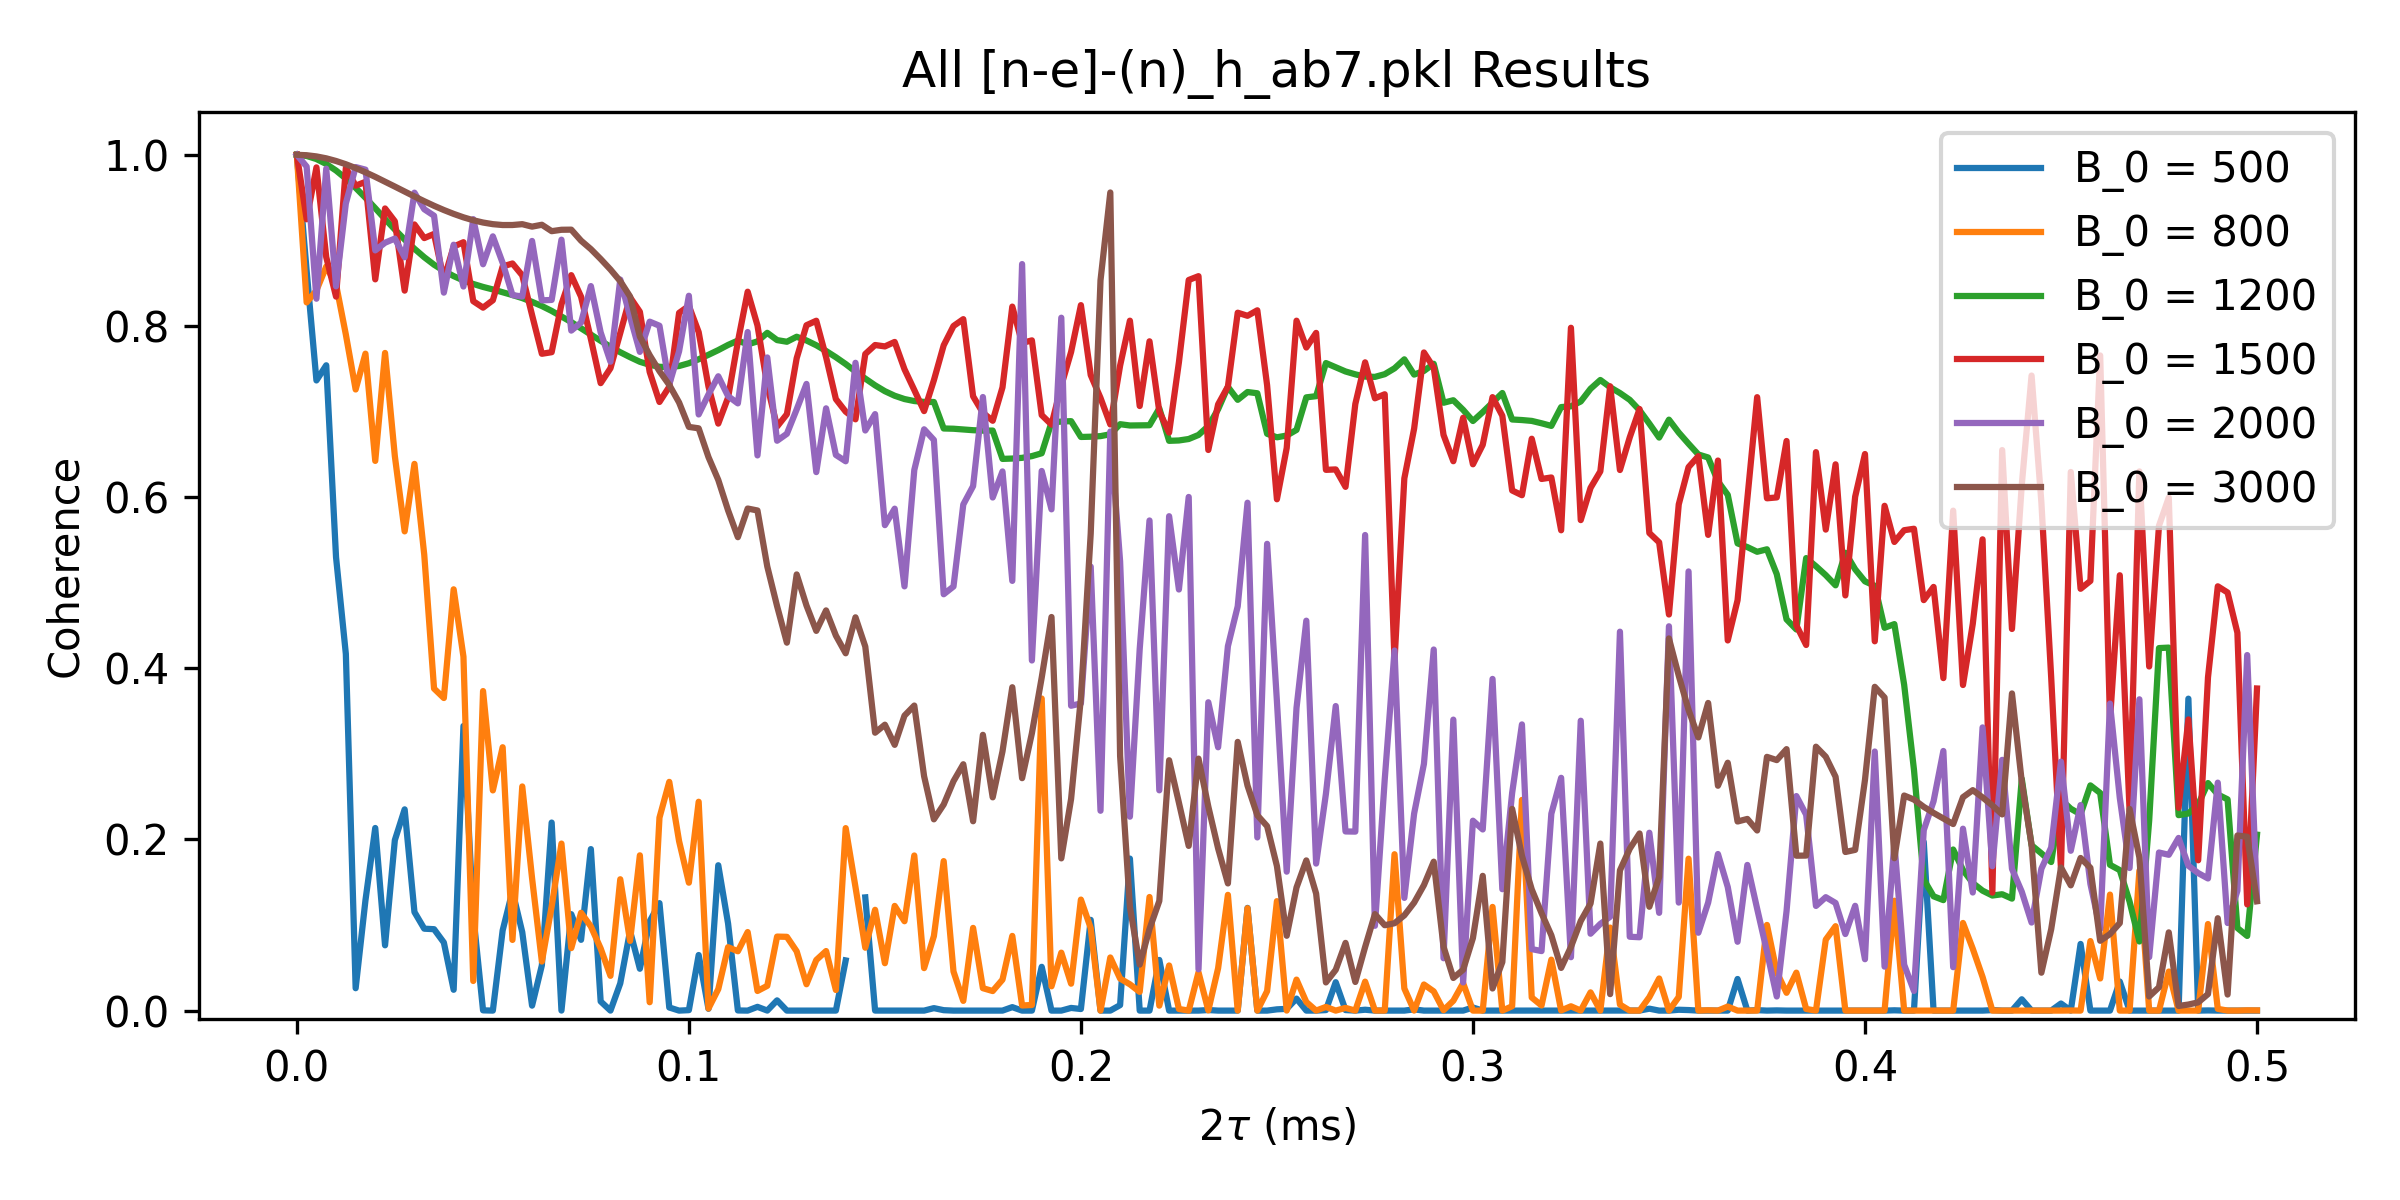 All [n-e]-(n)_h_ab7.pkl Results
Coherence
1.0
0.8
0.6
0.4
0.2
0.0
B_0 = 500
B_0 = 800
B_0 = 1200
B_0 = 1500
B_0 = 2000
B_0 = 3000
0.0 0.1 0.2 0.3 0.4 0.5
2τ (ms)